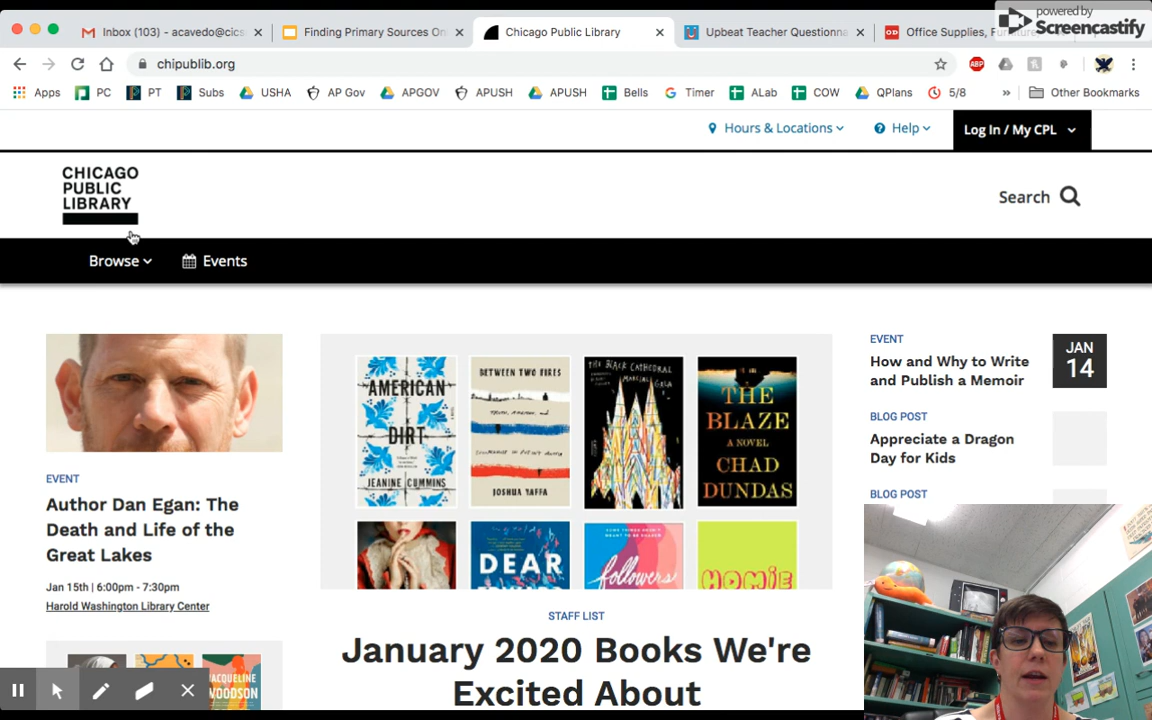 powered by
Screencastify
Inbox (103) - acavedo@cics
Finding Primary Sources On
Chicago Public Library
Upbeat Teacher Questionna
Office Supplies, Furniture
chipublib.org
ABP
Apps
PC
PT
Subs
USHA
AP Gov
APGOV
APUSH
APUSH
Bells
Timer
ALab
COW
QPlans
5/8
»
Other Bookmarks
Hours & Locations
Help
Log In / My CPL
CHICAGO
PUBLIC
LIBRARY
Search
Browse
Events
EVENT
Author Dan Egan: The
Death and Life of the
Great Lakes
Jan 15th | 6:00pm - 7:30pm
Harold Washington Library Center
JACQUELINE
WOODSON
AMERICAN
DIRT
JEANINE CUMMINS
BETWEEN TWO FIRES
JOSHUA YAFFA
THE BLACK CATHEDRAL
MARCIAL GALA
THE
BLAZE
A NOVEL
CHAD
DUNDAS
DEAR
followers
HOMIE
STAFF LIST
January 2020 Books We're
Excited About
EVENT
How and Why to Write
and Publish a Memoir
JAN
14
BLOG POST
Appreciate a Dragon
Day for Kids
BLOG POST